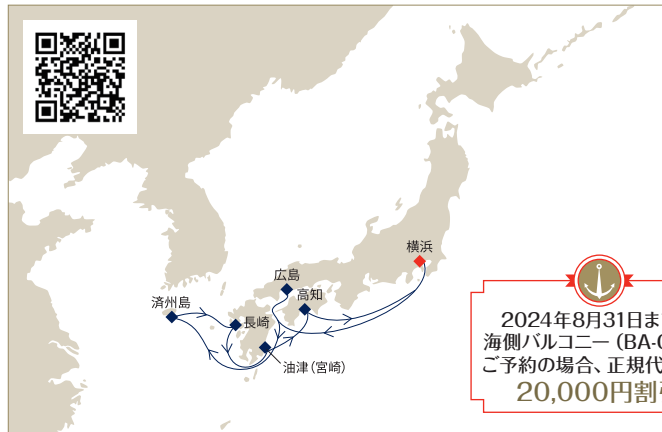 横浜
広島
高知
済州島
長崎
油津(宮崎)
2024年8月31日ま
海側バルコニー(BA-
ご予約の場合、正規代
20,000円割